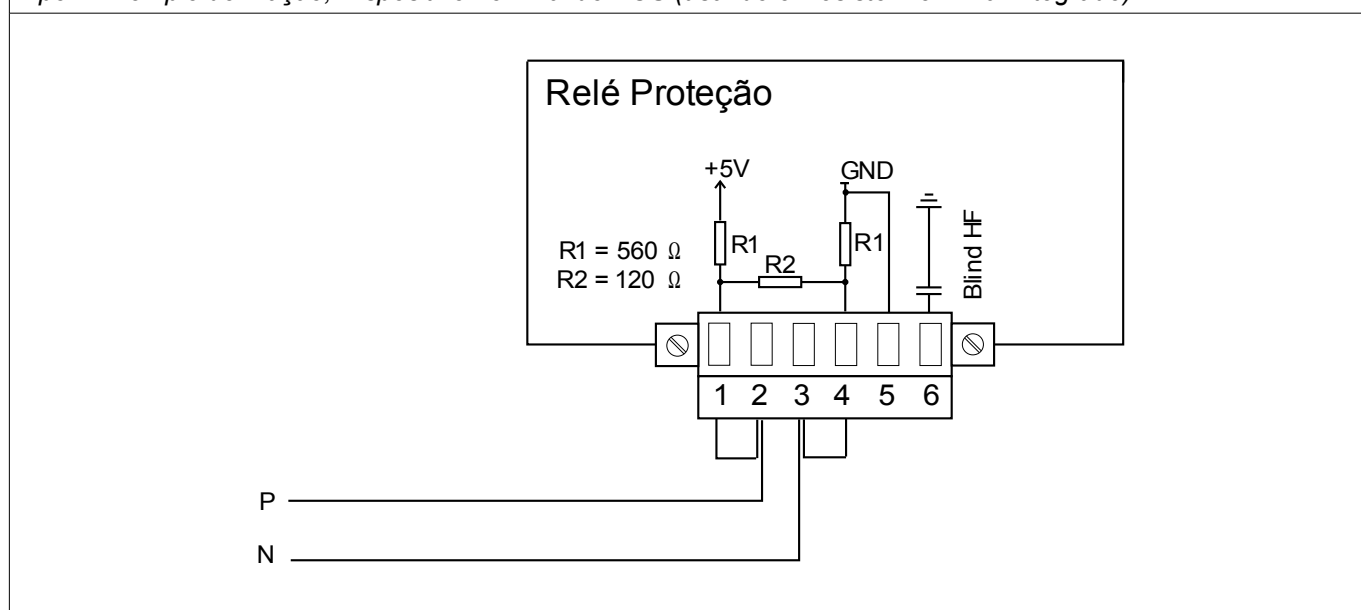 Relé Proteção
+5V
GND
R1 = 560 Ω
R2 = 120 Ω
R1
R2
R1
Blind HF
1 2 3 4 5 6
P
N